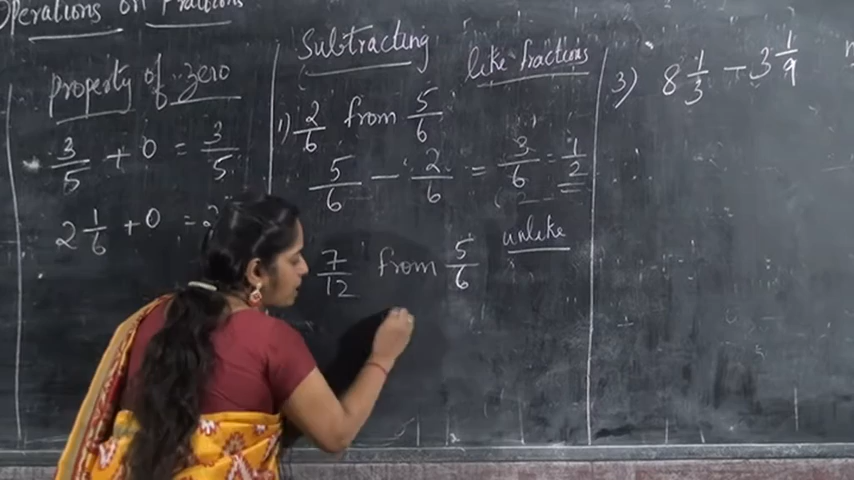 Operations on Fractions
Property of zero
3/5 + 0 = 3/5
2 1/6 + 0 = 2
Subtracting
like fractions
1) 2/6 from 5/6
5/6 − 2/6 = 3/6 = 1/2
7/12 from 5/6
unlike
3) 8 1/3 − 3 1/9